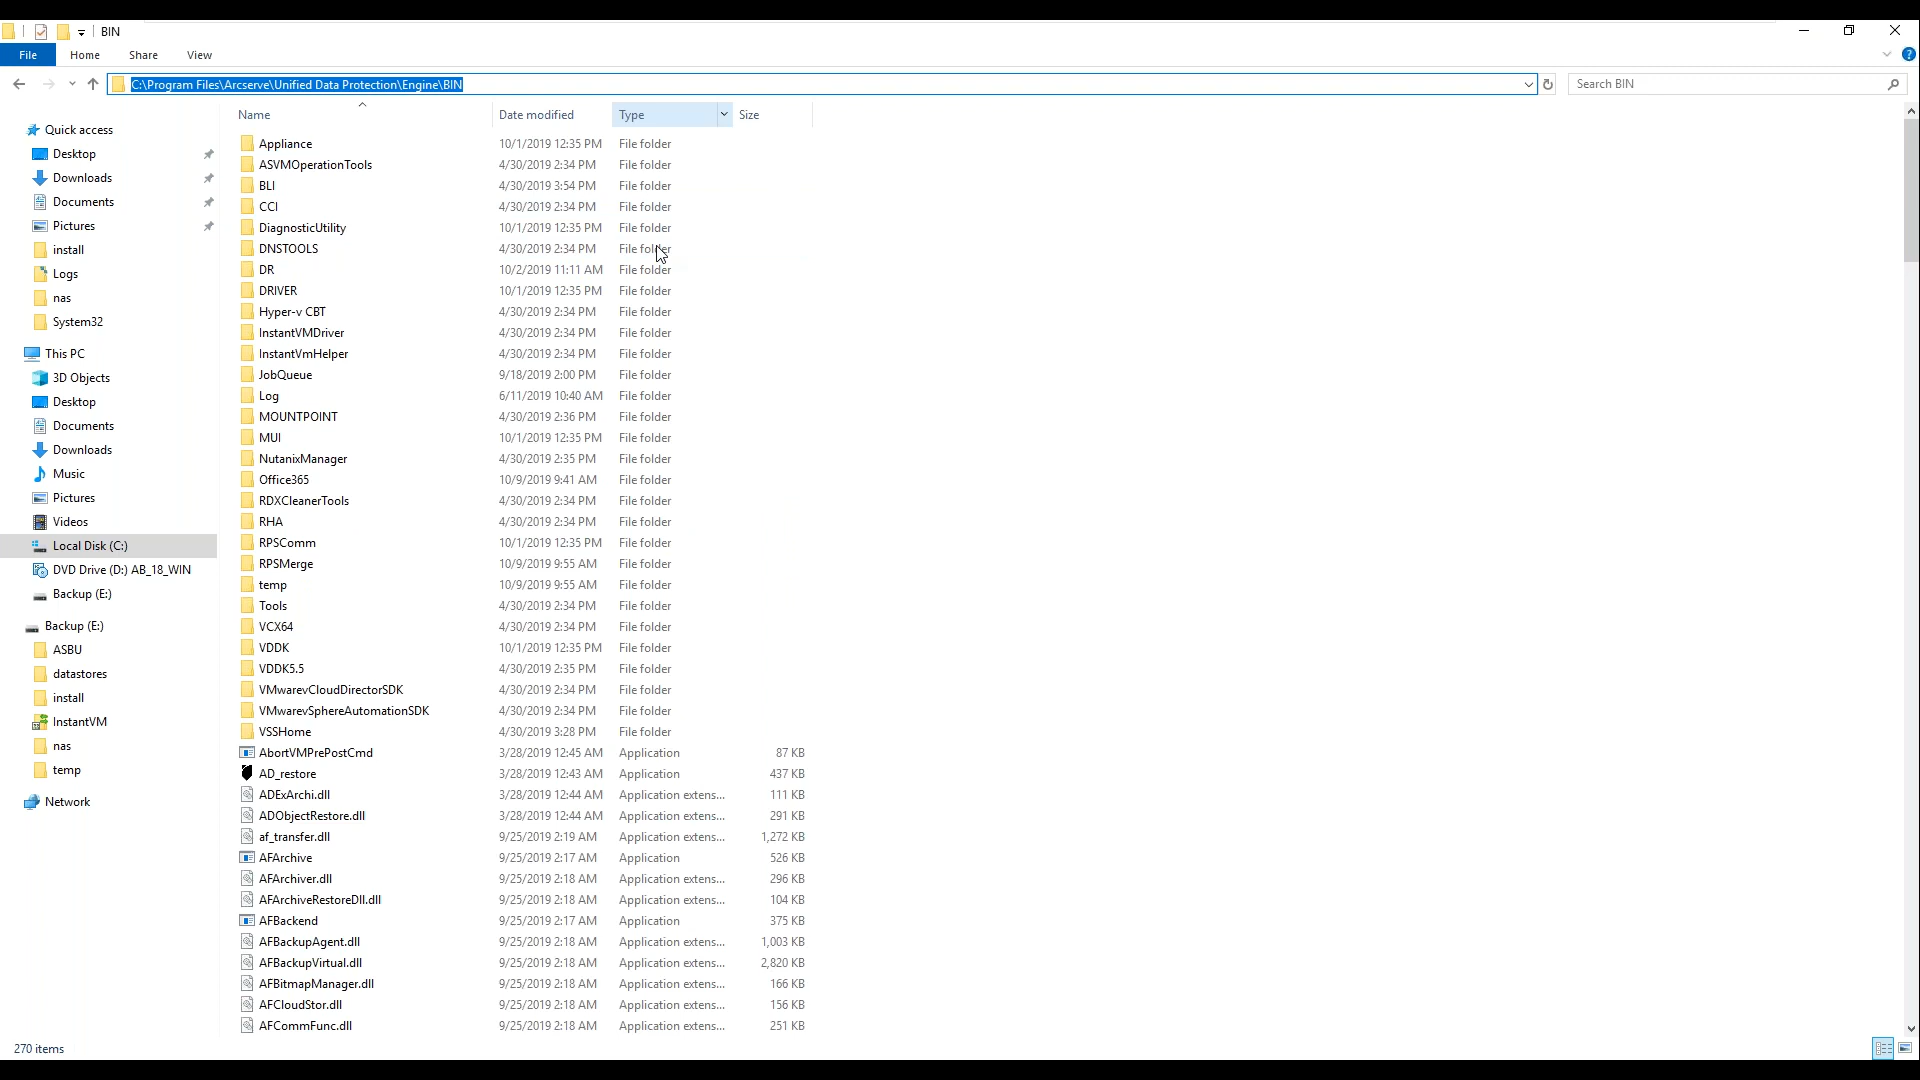 BIN
File Home Share View
C:\Program Files\Arcserve\Unified Data Protection\Engine\BIN
Search BIN
Quick access
Desktop
Downloads
Documents
Pictures
install
Logs
nas
System32
This PC
3D Objects
Desktop
Documents
Downloads
Music
Pictures
Videos
Local Disk (C:)
DVD Drive (D:) AB_18_WIN
Backup (E:)
Backup (E:)
ASBU
datastores
install
InstantVM
nas
temp
Network
Name Date modified Type Size
Appliance 10/1/2019 12:35 PM File folder
ASVMOperationTools 4/30/2019 2:34 PM File folder
BLI 4/30/2019 3:54 PM File folder
CCI 4/30/2019 2:34 PM File folder
DiagnosticUtility 10/1/2019 12:35 PM File folder
DNSTOOLS 4/30/2019 2:34 PM File folder
DR 10/2/2019 11:11 AM File folder
DRIVER 10/1/2019 12:35 PM File folder
Hyper-v CBT 4/30/2019 2:34 PM File folder
InstantVMDriver 4/30/2019 2:34 PM File folder
InstantVmHelper 4/30/2019 2:34 PM File folder
JobQueue 9/18/2019 2:00 PM File folder
Log 6/11/2019 10:40 AM File folder
MOUNTPOINT 4/30/2019 2:36 PM File folder
MUI 10/1/2019 12:35 PM File folder
NutanixManager 4/30/2019 2:35 PM File folder
Office365 10/9/2019 9:41 AM File folder
RDXCleanerTools 4/30/2019 2:34 PM File folder
RHA 4/30/2019 2:34 PM File folder
RPSComm 10/1/2019 12:35 PM File folder
RPSMerge 10/9/2019 9:55 AM File folder
temp 10/9/2019 9:55 AM File folder
Tools 4/30/2019 2:34 PM File folder
VCX64 4/30/2019 2:34 PM File folder
VDDK 10/1/2019 12:35 PM File folder
VDDK5.5 4/30/2019 2:35 PM File folder
VMwarevCloudDirectorSDK 4/30/2019 2:34 PM File folder
VMwarevSphereAutomationSDK 4/30/2019 2:34 PM File folder
VSSHome 4/30/2019 3:28 PM File folder
AbortVMPrePostCmd 3/28/2019 12:45 AM Application 87 KB
AD_restore 3/28/2019 12:43 AM Application 437 KB
ADExArchi.dll 3/28/2019 12:44 AM Application extens... 111 KB
ADObjectRestore.dll 3/28/2019 12:44 AM Application extens... 291 KB
af_transfer.dll 9/25/2019 2:19 AM Application extens... 1,272 KB
AFArchive 9/25/2019 2:17 AM Application 526 KB
AFArchiver.dll 9/25/2019 2:18 AM Application extens... 296 KB
AFArchiveRestoreDll.dll 9/25/2019 2:18 AM Application extens... 104 KB
AFBackend 9/25/2019 2:17 AM Application 375 KB
AFBackupAgent.dll 9/25/2019 2:18 AM Application extens... 1,003 KB
AFBackupVirtual.dll 9/25/2019 2:18 AM Application extens... 2,820 KB
AFBitmapManager.dll 9/25/2019 2:18 AM Application extens... 166 KB
AFCloudStor.dll 9/25/2019 2:18 AM Application extens... 156 KB
AFCommFunc.dll 9/25/2019 2:18 AM Application extens... 251 KB
270 items